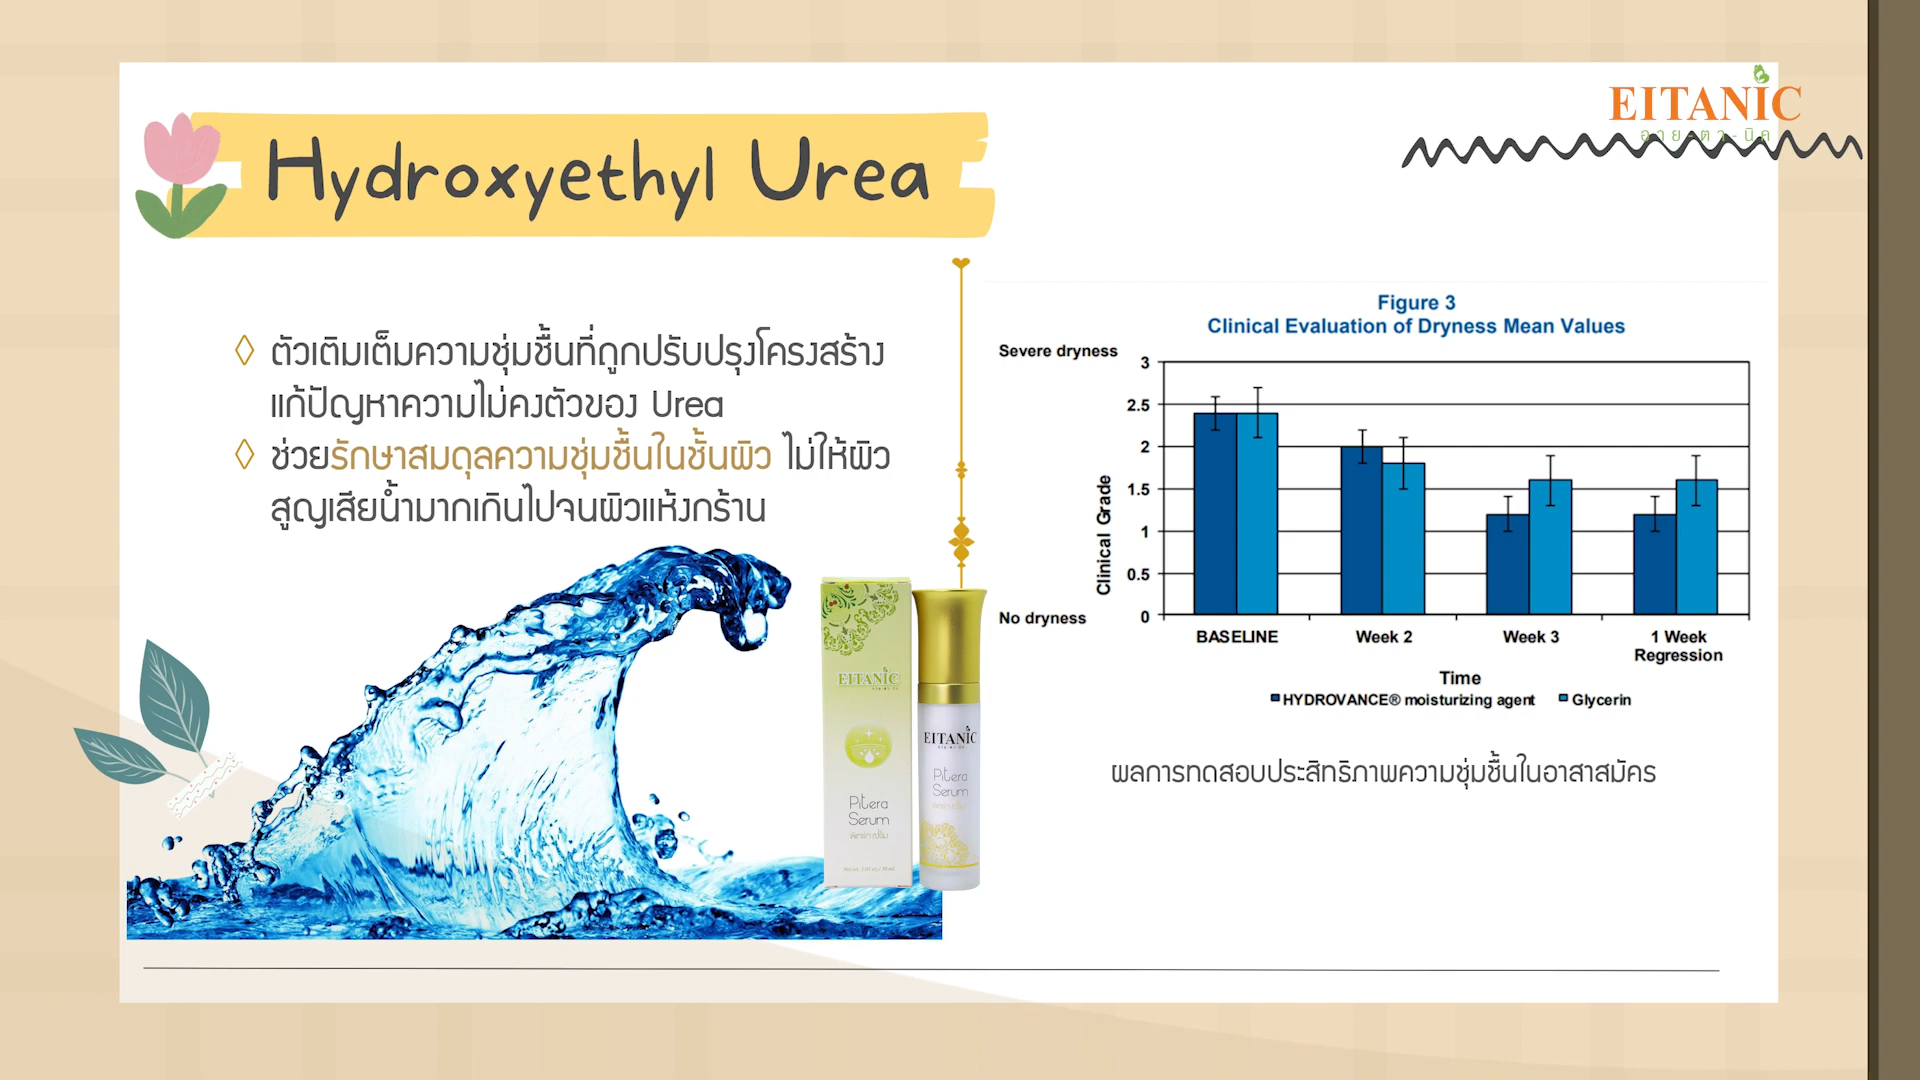 EITANIC
อาย-ตา-นิค
Hydroxyethyl Urea
ตัวเติมเต็มความชุ่มชื้นที่ถูกปรับปรุงโครงสร้าง
แก้ปัญหาความไม่คงตัวของ Urea
ช่วยรักษาสมดุลความชุ่มชื้นในชั้นผิว ไม่ให้ผิว
สูญเสียน้ำมากเกินไปจนผิวแห้งกร้าน
Figure 3
Clinical Evaluation of Dryness Mean Values
Severe dryness
3
2.5
2
1.5
1
0.5
0
No dryness
Clinical Grade
BASELINE
Week 2
Week 3
1 Week
Regression
Time
HYDROVANCE® moisturizing agent
Glycerin
ผลการทดสอบประสิทธิภาพความชุ่มชื้นในอาสาสมัคร
EITANIC
Pitera
Serum
EITANIC
Pitera
Serum